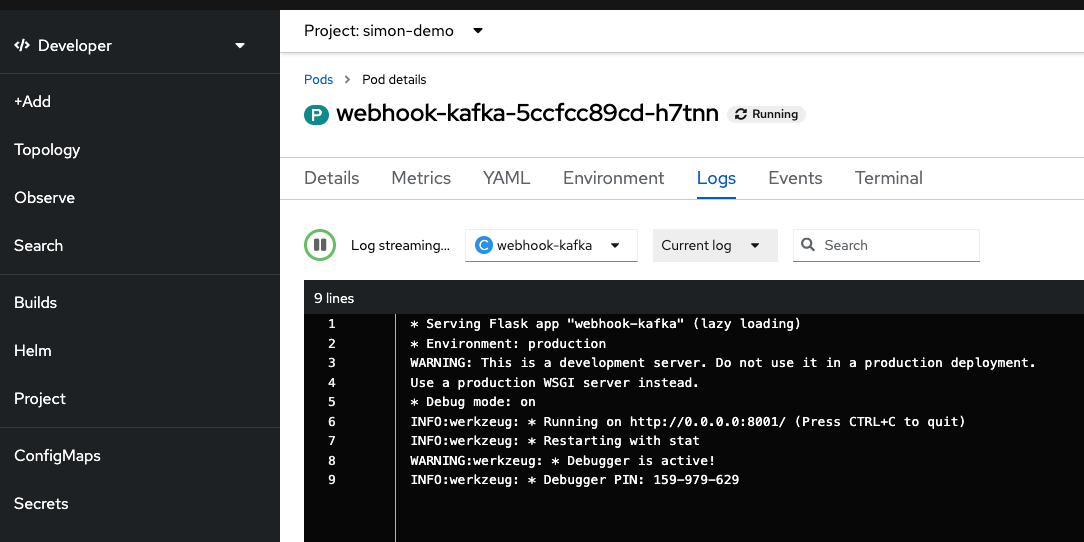 Developer
+Add
Topology
Observe
Search
Builds
Helm
Project
ConfigMaps
Secrets
Project: simon-demo
Pods > Pod details
P webhook-kafka-5ccfcc89cd-h7tnn Running
Details Metrics YAML Environment Logs Events Terminal
Log streaming... C webhook-kafka Current log Search
9 lines
1 * Serving Flask app "webhook-kafka" (lazy loading)
2 * Environment: production
3 WARNING: This is a development server. Do not use it in a production deployment.
4 Use a production WSGI server instead.
5 * Debug mode: on
6 INFO:werkzeug: * Running on http://0.0.0.0:8001/ (Press CTRL+C to quit)
7 INFO:werkzeug: * Restarting with stat
8 WARNING:werkzeug: * Debugger is active!
9 INFO:werkzeug: * Debugger PIN: 159-979-629